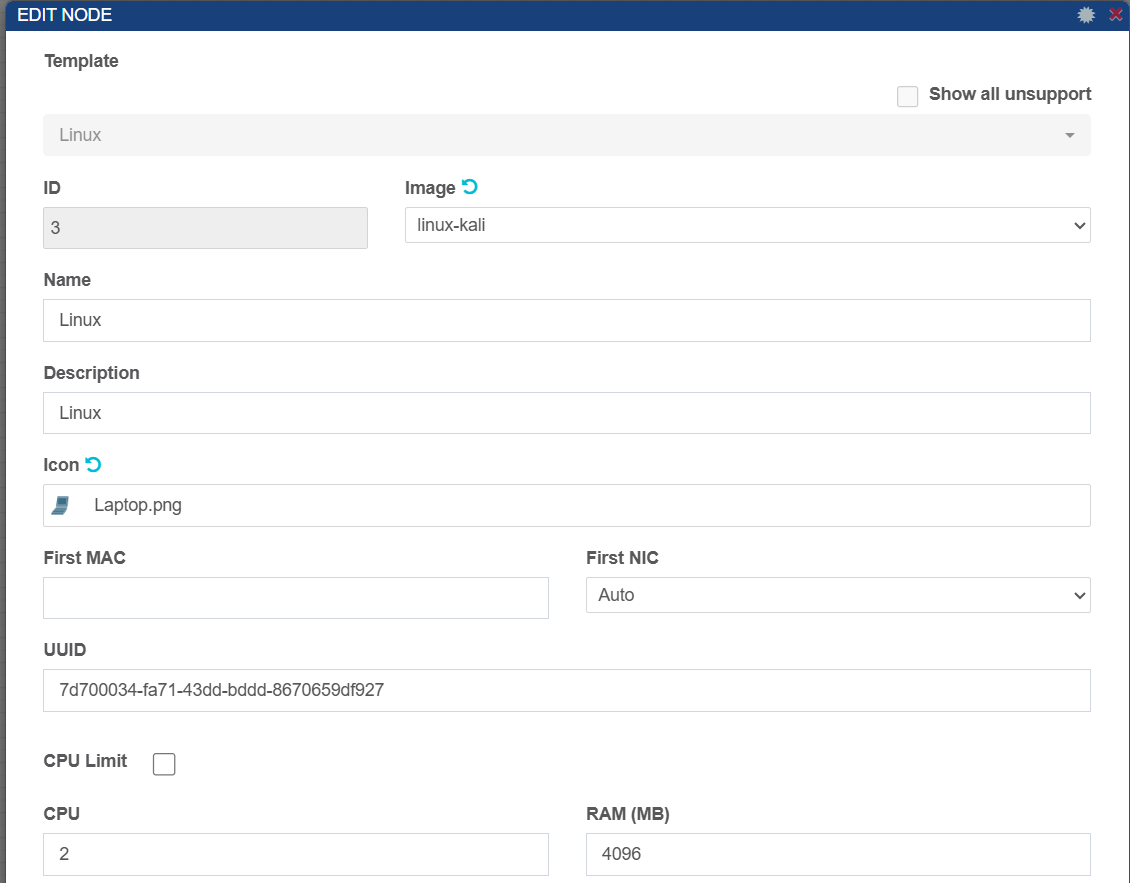 EDIT NODE
Template
Show all unsupport
Linux
ID
Image
3
linux-kali
Name
Linux
Description
Linux
Icon
Laptop.png
First MAC
First NIC
Auto
UUID
7d700034-fa71-43dd-bddd-8670659df927
CPU Limit
CPU
RAM (MB)
2
4096